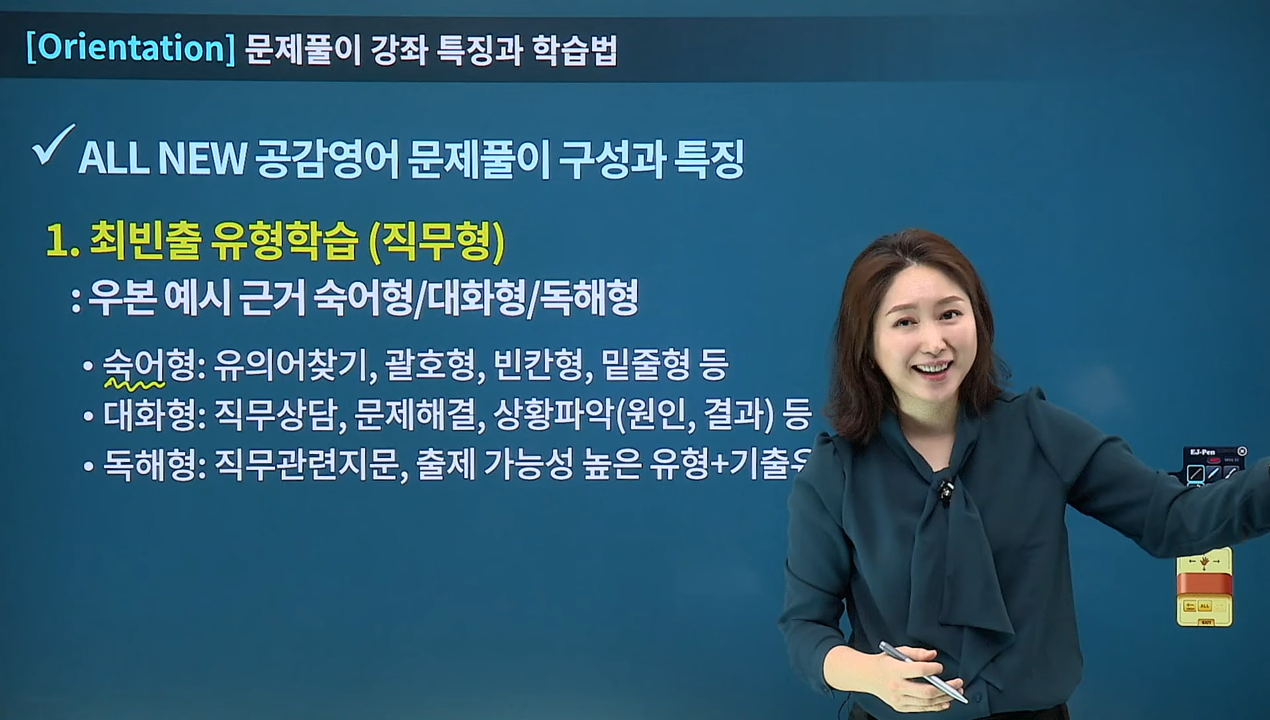 [Orientation] 문제풀이 강좌 특징과 학습법
ALL NEW 공감영어 문제풀이 구성과 특징
1. 최빈출 유형학습 (직무형)
: 우본 예시 근거 숙어형/대화형/독해형
• 숙어형: 유의어찾기, 괄호형, 빈칸형, 밑줄형 등
• 대화형: 직무상담, 문제해결, 상황파악(원인, 결과) 등
• 독해형: 직무관련지문, 출제 가능성 높은 유형+기출
EJ-Pen
ALL
EXIT